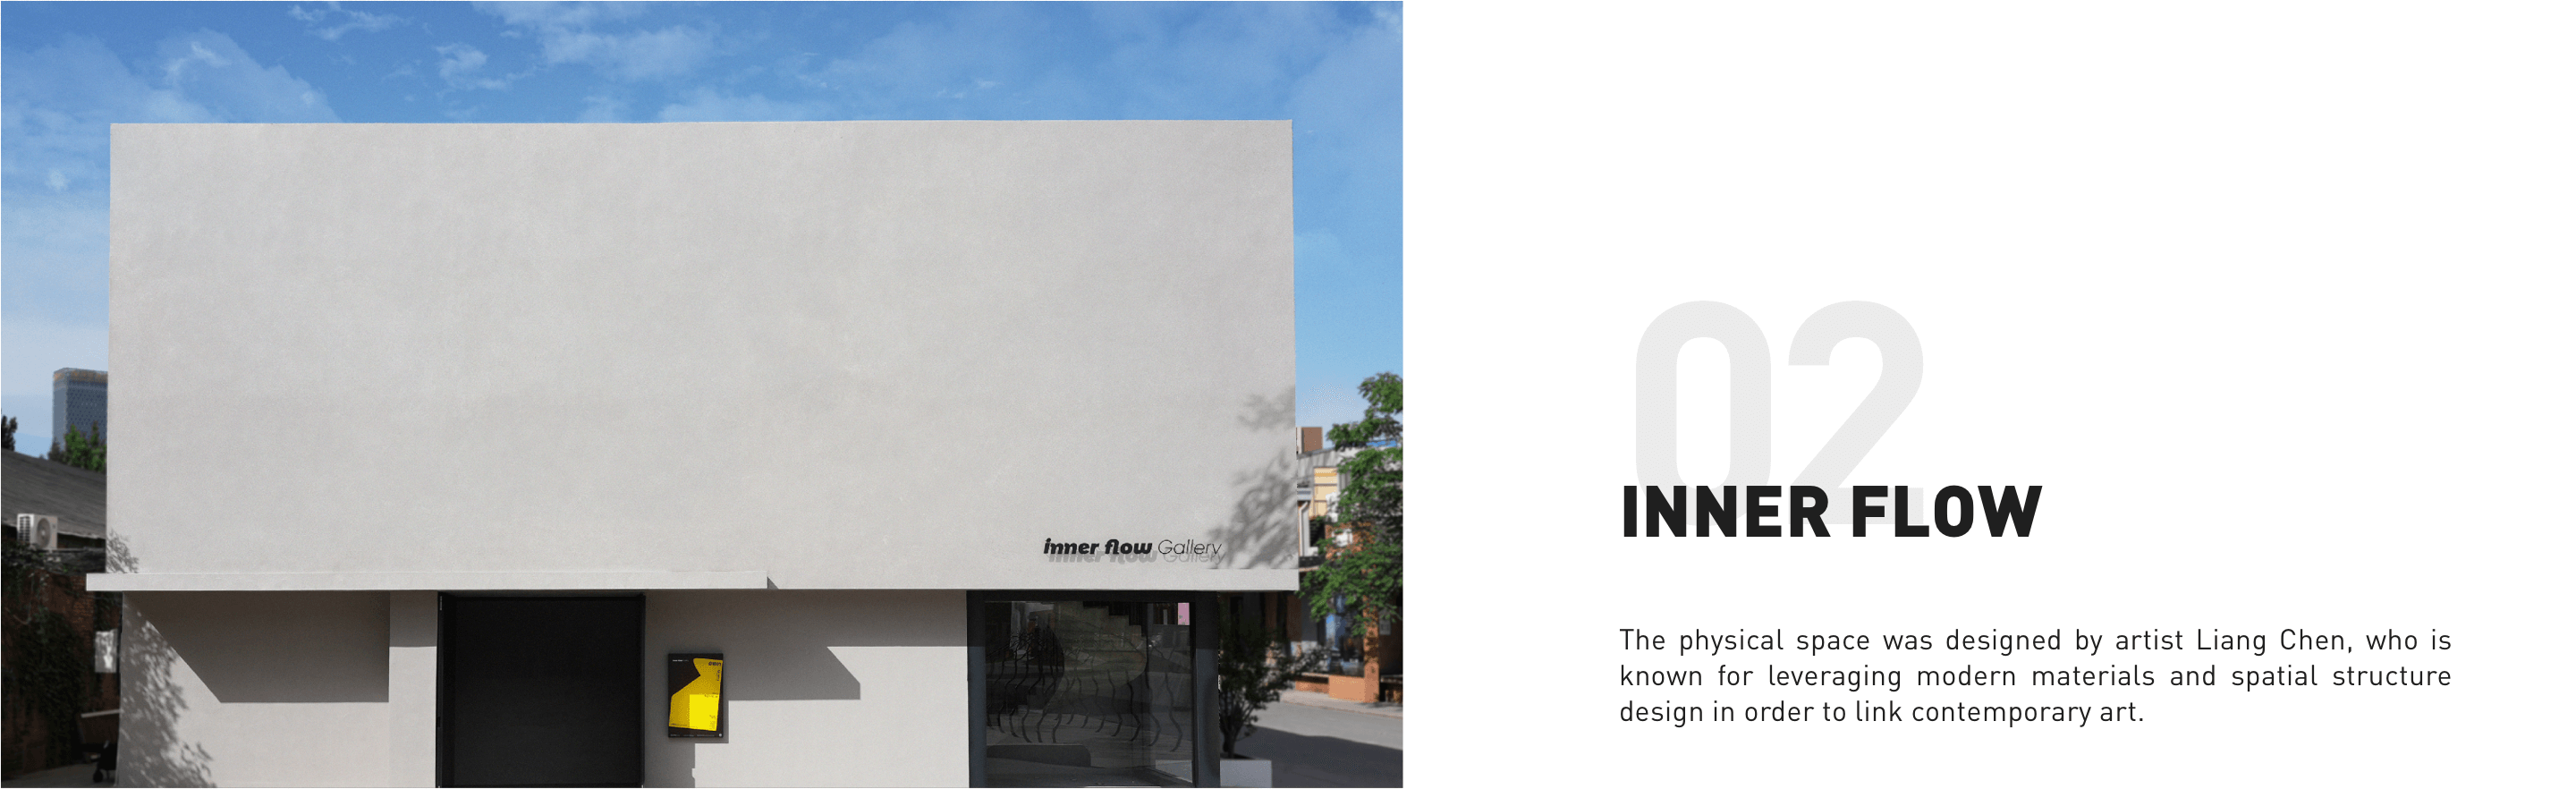 inner flow Gallery
02
INNER FLOW
The physical space was designed by artist Liang Chen, who is
known for leveraging modern materials and spatial structure
design in order to link contemporary art.